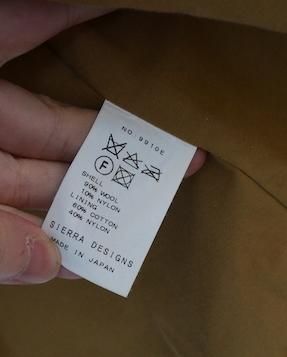 NO.9910E
F
SHELL
90% WOOL
10% NYLON
LINING
60% COTTON
40% NYLON
SIERRA DESIGNS
MADE IN JAPAN